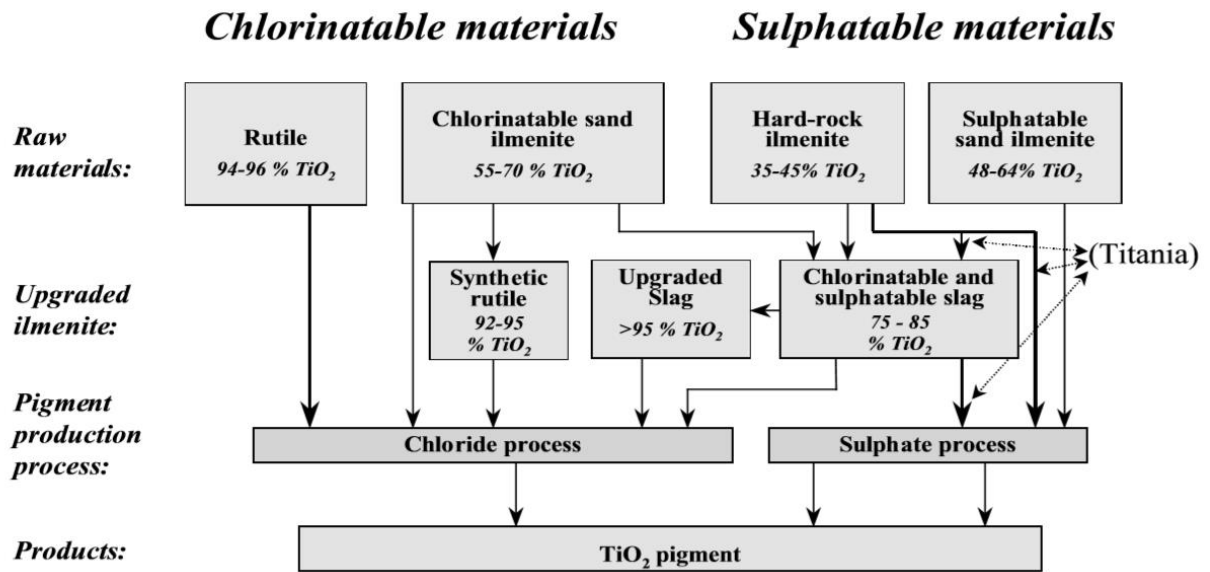 Chlorinatable materials
Sulphatable materials
Raw
materials:
Rutile
94-96 % TiO2
Chlorinatable sand
ilmenite
55-70 % TiO2
Hard-rock
ilmenite
35-45% TiO2
Sulphatable
sand ilmenite
48-64% TiO2
(Titania)
Upgraded
ilmenite:
Synthetic
rutile
92-95
% TiO2
Upgraded
Slag
>95 % TiO2
Chlorinatable and
sulphatable slag
75 - 85
% TiO2
Pigment
production
process:
Chloride process
Sulphate process
Products:
TiO2 pigment